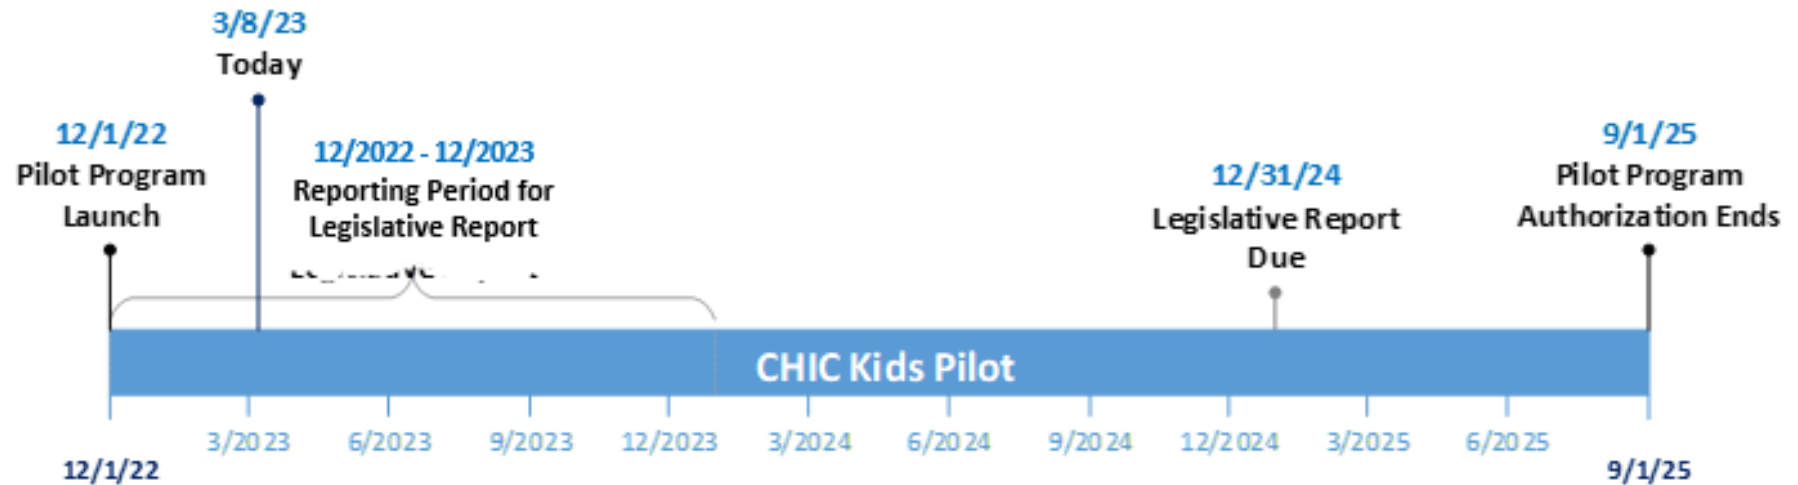 3/8/23
Today
12/1/22
Pilot Program
Launch
12/2022 - 12/2023
Reporting Period for
Legislative Report
12/31/24
Legislative Report
Due
9/1/25
Pilot Program
Authorization Ends
CHIC Kids Pilot
3/2023
6/2023
9/2023
12/2023
3/2024
6/2024
9/2024
12/2024
3/2025
6/2025
12/1/22
9/1/25